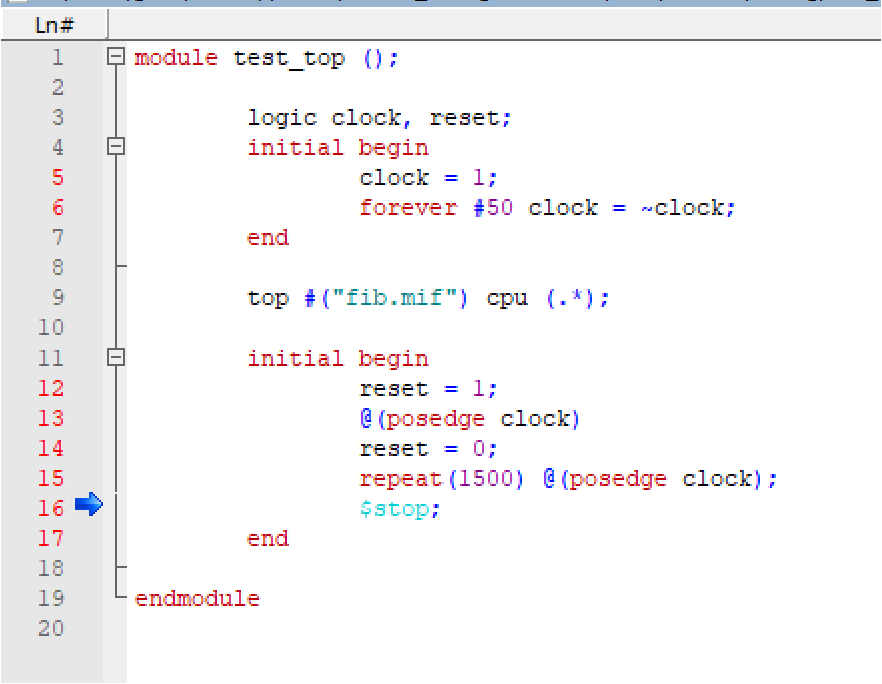 Ln#
1 module test_top ();
2
3 logic clock, reset;
4 initial begin
5 clock = 1;
6 forever #50 clock = ~clock;
7 end
8
9 top #("fib.mif") cpu (.*);
10
11 initial begin
12 reset = 1;
13 @(posedge clock)
14 reset = 0;
15 repeat(1500) @(posedge clock);
16 $stop;
17 end
18
19 endmodule
20